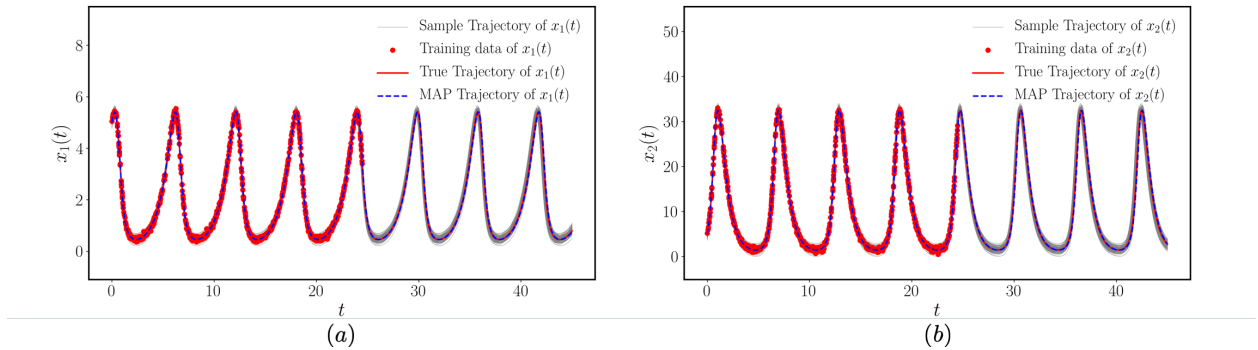 Sample Trajectory of x₁(t)
Training data of x₁(t)
True Trajectory of x₁(t)
MAP Trajectory of x₁(t)
8
6
4
2
0
x₁(t)
0 10 20 30 40
t
(a)
Sample Trajectory of x₂(t)
Training data of x₂(t)
True Trajectory of x₂(t)
MAP Trajectory of x₂(t)
50
40
30
20
10
0
x₂(t)
0 10 20 30 40
t
(b)